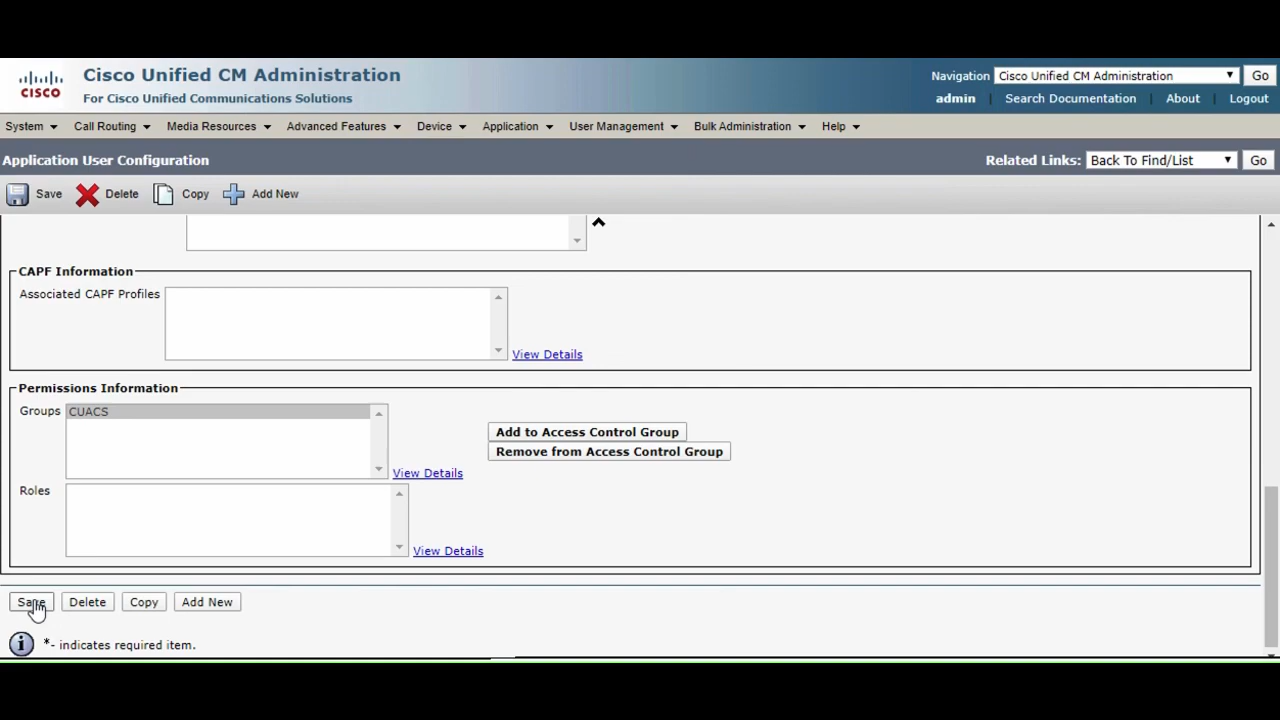 Cisco Unified CM Administration
For Cisco Unified Communications Solutions
CISCO
Navigation Cisco Unified CM Administration Go
admin | Search Documentation | About | Logout
System Call Routing Media Resources Advanced Features Device Application User Management Bulk Administration Help
Application User Configuration
Related Links: Back To Find/List Go
Save Delete Copy Add New
CAPF Information
Associated CAPF Profiles
View Details
Permissions Information
Groups CUACS
Add to Access Control Group
Remove from Access Control Group
View Details
Roles
View Details
Save Delete Copy Add New
i *- indicates required item.